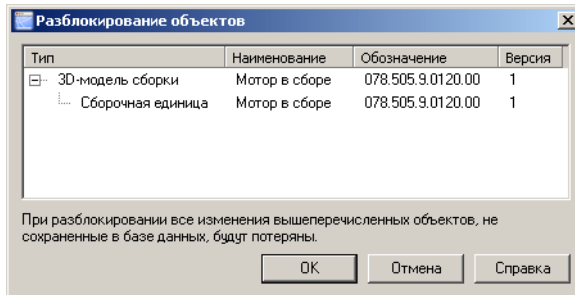 Разблокирование объектов
Тип Наименование Обозначение Версия
3D-модель сборки Мотор в сборе 078.505.9.0120.00 1
Сборочная единица Мотор в сборе 078.505.9.0120.00 1
При разблокировании все изменения вышеперечисленных объектов, не
сохраненные в базе данных, будут потеряны.
OK Отмена Справка